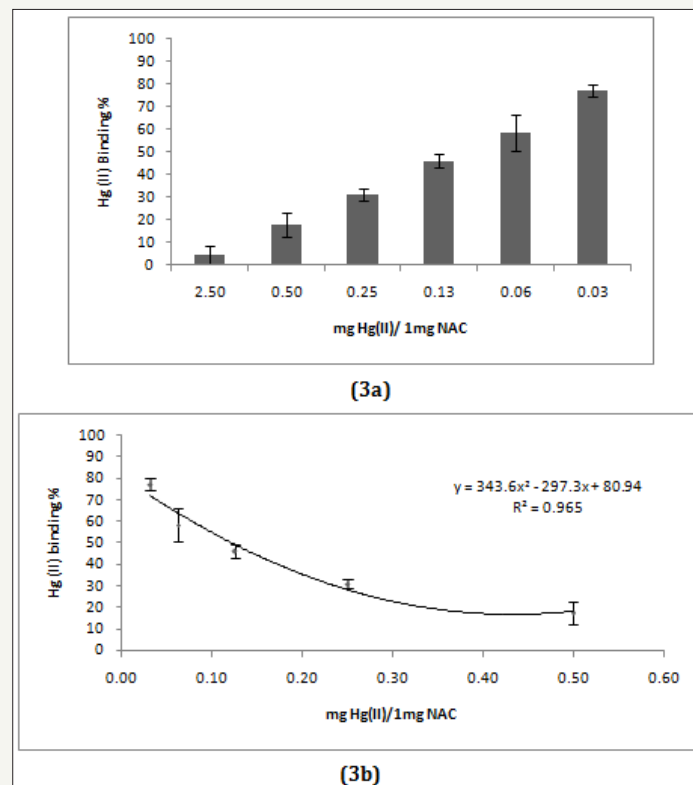 100
90
80
70
60
50
40
30
20
10
0
Hg (II) Binding%
2.50 0.50 0.25 0.13 0.06 0.03
mg Hg(II)/ 1mg NAC
(3a)
100
90
80
70
60
50
40
30
20
10
0
Hg (II) binding%
y = 343.6x² - 297.3x + 80.94
R² = 0.965
0.00 0.10 0.20 0.30 0.40 0.50 0.60
mg Hg(II)/1mg NAC
(3b)